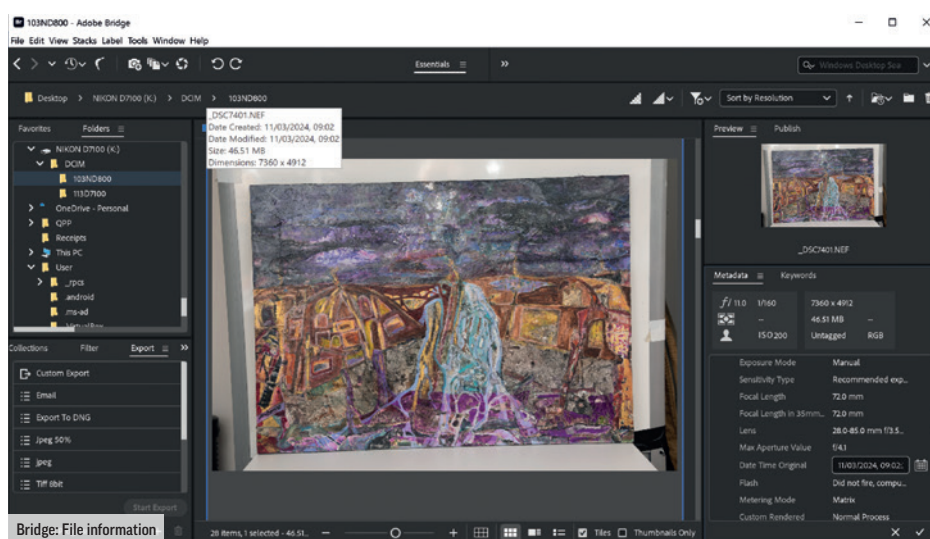 Br 103ND800 - Adobe Bridge
File Edit View Stacks Label Tools Window Help
Essentials
Windows Desktop Sea
Desktop > NIKON D7100 (K:) > DCIM > 103ND800
Sort by Resolution
_DSC7401.NEF
Date Created: 11/03/2024, 09:02
Date Modified: 11/03/2024, 09:02
Size: 46.51 MB
Dimensions: 7360 x 4912
Favorites Folders
NIKON D7100 (K:)
DCIM
103ND800
113D7100
OneDrive - Personal
QPP
Receipts
This PC
User
_rpcs
.android
.ms-ad
.VirtualBox
Collections Filter Export
Custom Export
Email
Export To DNG
Jpeg 50%
jpeg
Tiff 8bit
Start Export
Bridge: File information
28 items, 1 selected - 46.51..
Tiles Thumbnails Only
Preview Publish
_DSC7401.NEF
Metadata Keywords
f/ 11.0 1/160 7360 x 4912
-- 46.51 MB --
ISO200 Untagged RGB
Exposure Mode Manual
Sensitivity Type Recommended exp...
Focal Length 72.0 mm
Focal Length in 35mm... 72.0 mm
Lens 28.0-85.0 mm f/3.5...
Max Aperture Value f/4.1
Date Time Original 11/03/2024, 09:02:
Flash Did not fire, compu...
Metering Mode Matrix
Custom Rendered Normal Process